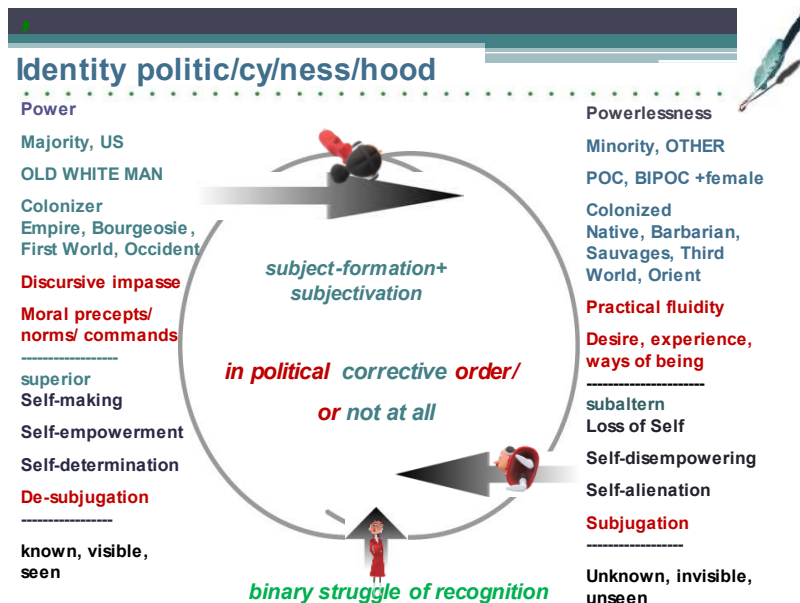 Identity politic/cy/ness/hood
Power
Majority, US
OLD WHITE MAN
Colonizer
Empire, Bourgeosie,
First World, Occident
Discursive impasse
Moral precepts/
norms/ commands
------------------
superior
Self-making
Self-empowerment
Self-determination
De-subjugation
-----------------
known, visible,
seen
subject-formation+
subjectivation
in political corrective order/
or not at all
binary struggle of recognition
Powerlessness
Minority, OTHER
POC, BIPOC +female
Colonized
Native, Barbarian,
Sauvages, Third
World, Orient
Practical fluidity
Desire, experience,
ways of being
----------------------
subaltern
Loss of Self
Self-disempowering
Self-alienation
Subjugation
------------------
Unknown, invisible,
unseen